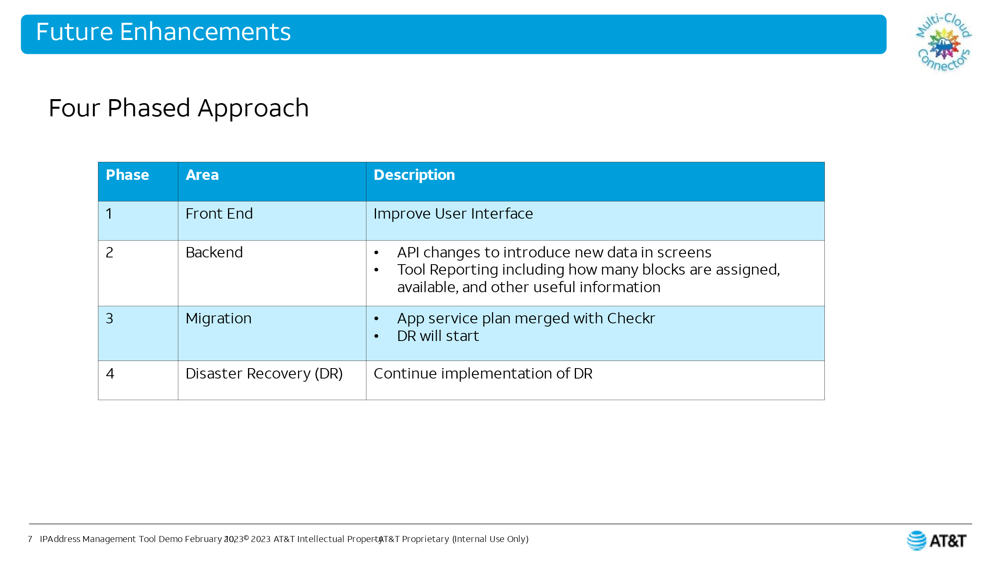 Future Enhancements
Multi-Cloud
Connectors
Four Phased Approach
Phase Area Description
1 Front End Improve User Interface
2 Backend • API changes to introduce new data in screens
• Tool Reporting including how many blocks are assigned,
available, and other useful information
3 Migration • App service plan merged with Checkr
• DR will start
4 Disaster Recovery (DR) Continue implementation of DR
7 IPAddress Management Tool Demo February 10, 2023 © 2023 AT&T Intellectual Property - AT&T Proprietary (Internal Use Only)
AT&T